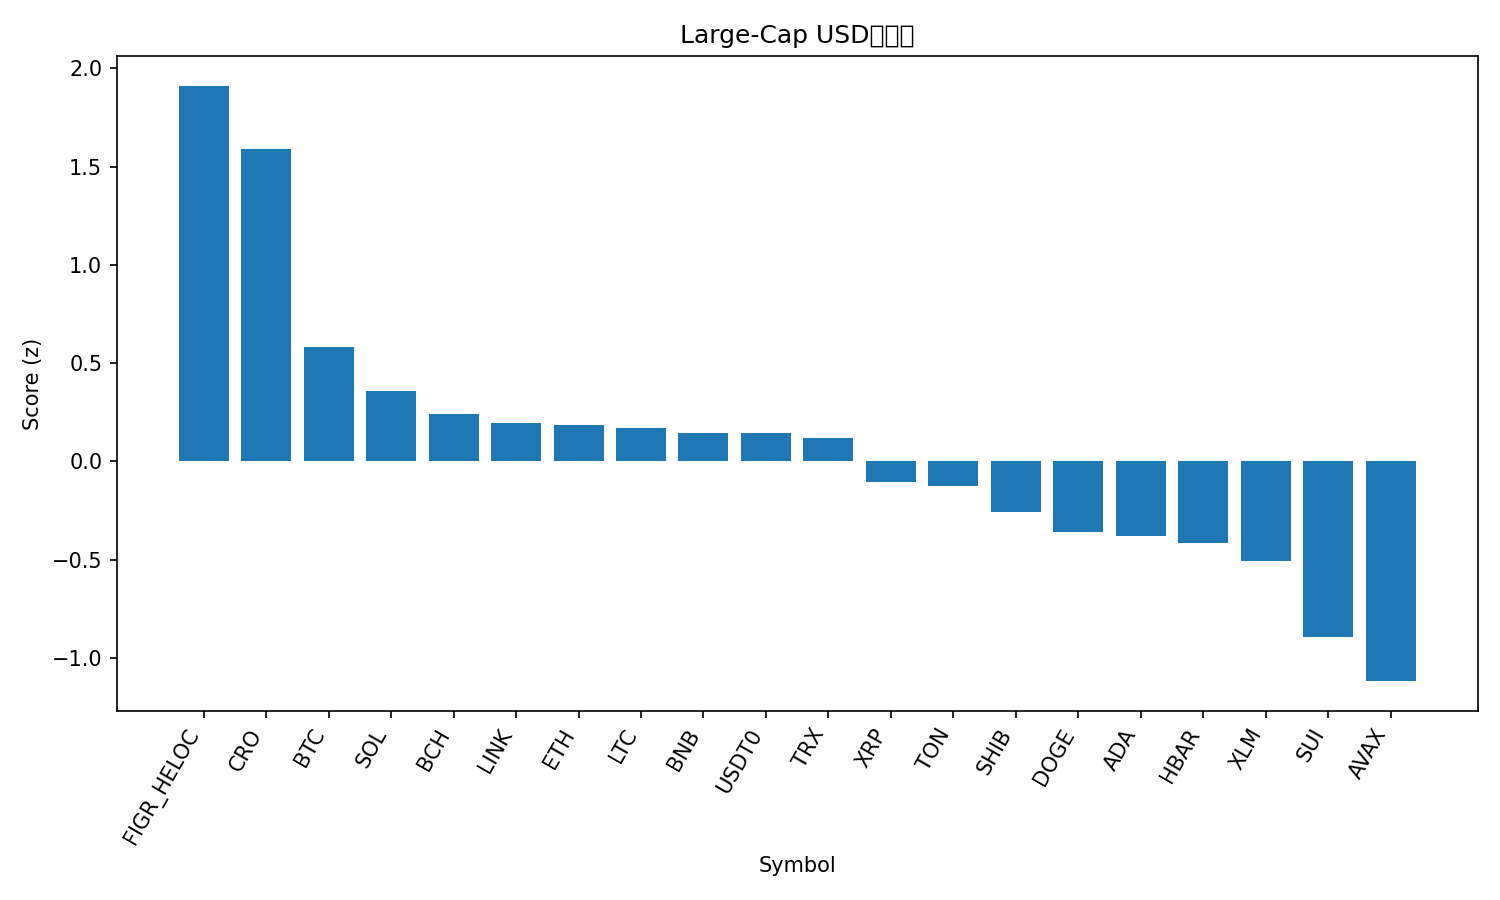 Large-Cap USD
Score (z)
2.0
1.5
1.0
0.5
0.0
−0.5
−1.0
FIGR_HELOC
CRO
BTC
SOL
BCH
LINK
ETH
LTC
BNB
USDT0
TRX
XRP
TON
SHIB
DOGE
ADA
HBAR
XLM
SUI
AVAX
Symbol